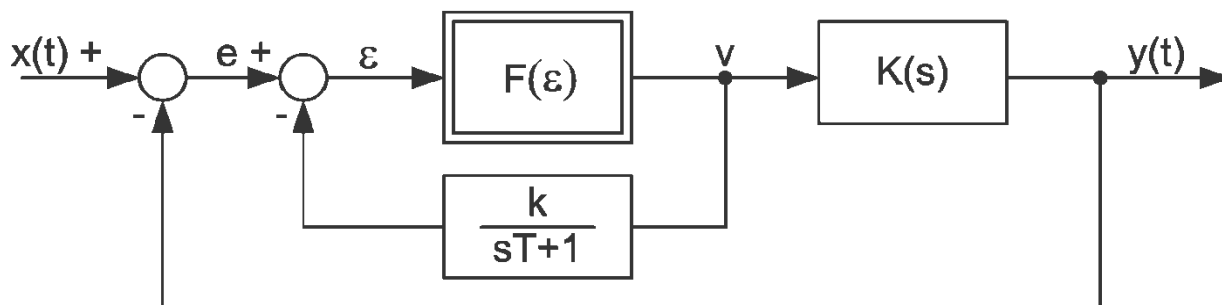 x(t) +
e +
ε
F(ε)
v
K(s)
y(t)
-
-
k
sT+1